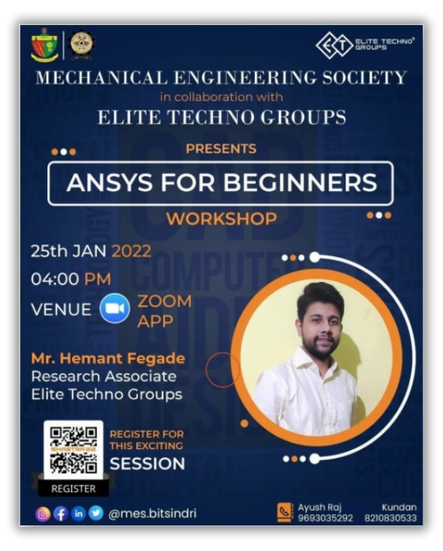 ELITE TECHNO
GROUPS
MECHANICAL ENGINEERING SOCIETY
in collaboration with
ELITE TECHNO GROUPS
PRESENTS
ANSYS FOR BEGINNERS
WORKSHOP
25th JAN 2022
04:00 PM
VENUE ZOOM
APP
Mr. Hemant Fegade
Research Associate
Elite Techno Groups
REGISTER FOR
THIS EXCITING
SESSION
REGISTER
@mes.bitsindri
Ayush Raj Kundan
9693035292 8210830533